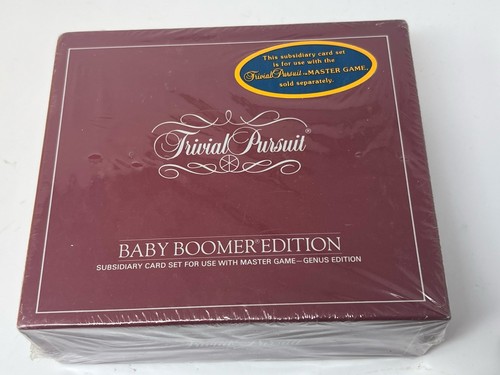 This subsidiary card set
is for use with the
Trivial Pursuit MASTER GAME,
sold separately.
Trivial Pursuit®
BABY BOOMER EDITION
SUBSIDIARY CARD SET FOR USE WITH MASTER GAME—GENUS EDITION